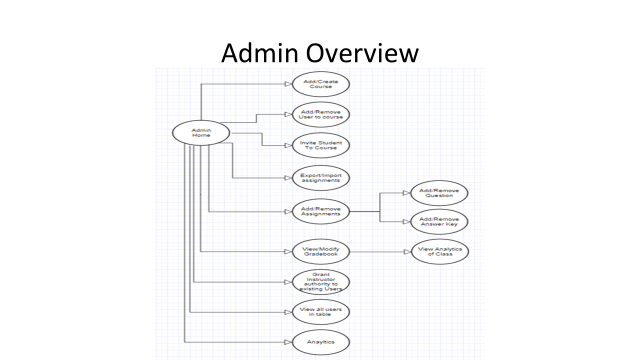 Admin Overview
Add/Create
Course
Add/Remove
User to course
Admin
Home
Invite Student
To Course
Export/Import
assignments
Add/Remove
Assignments
Add/Remove
Question
Add/Remove
Answer Key
View/Modify
Gradebook
View Analytics
of Class
Grant
instructor
authority to
existing Users
View all users
in table
Anayltics